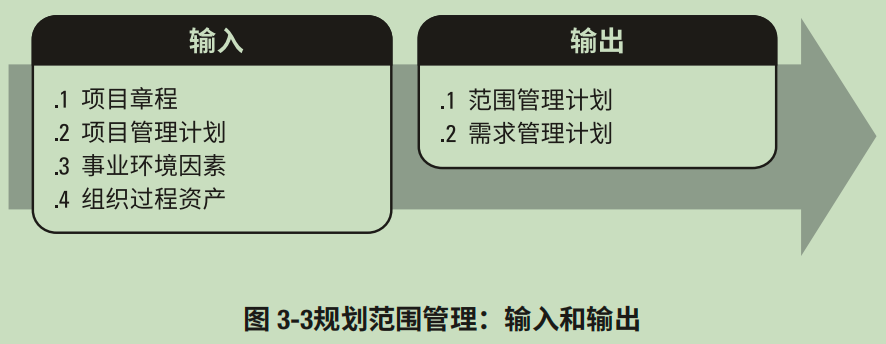 输入
.1 项目章程
.2 项目管理计划
.3 事业环境因素
.4 组织过程资产
输出
.1 范围管理计划
.2 需求管理计划
图 3-3规划范围管理：输入和输出